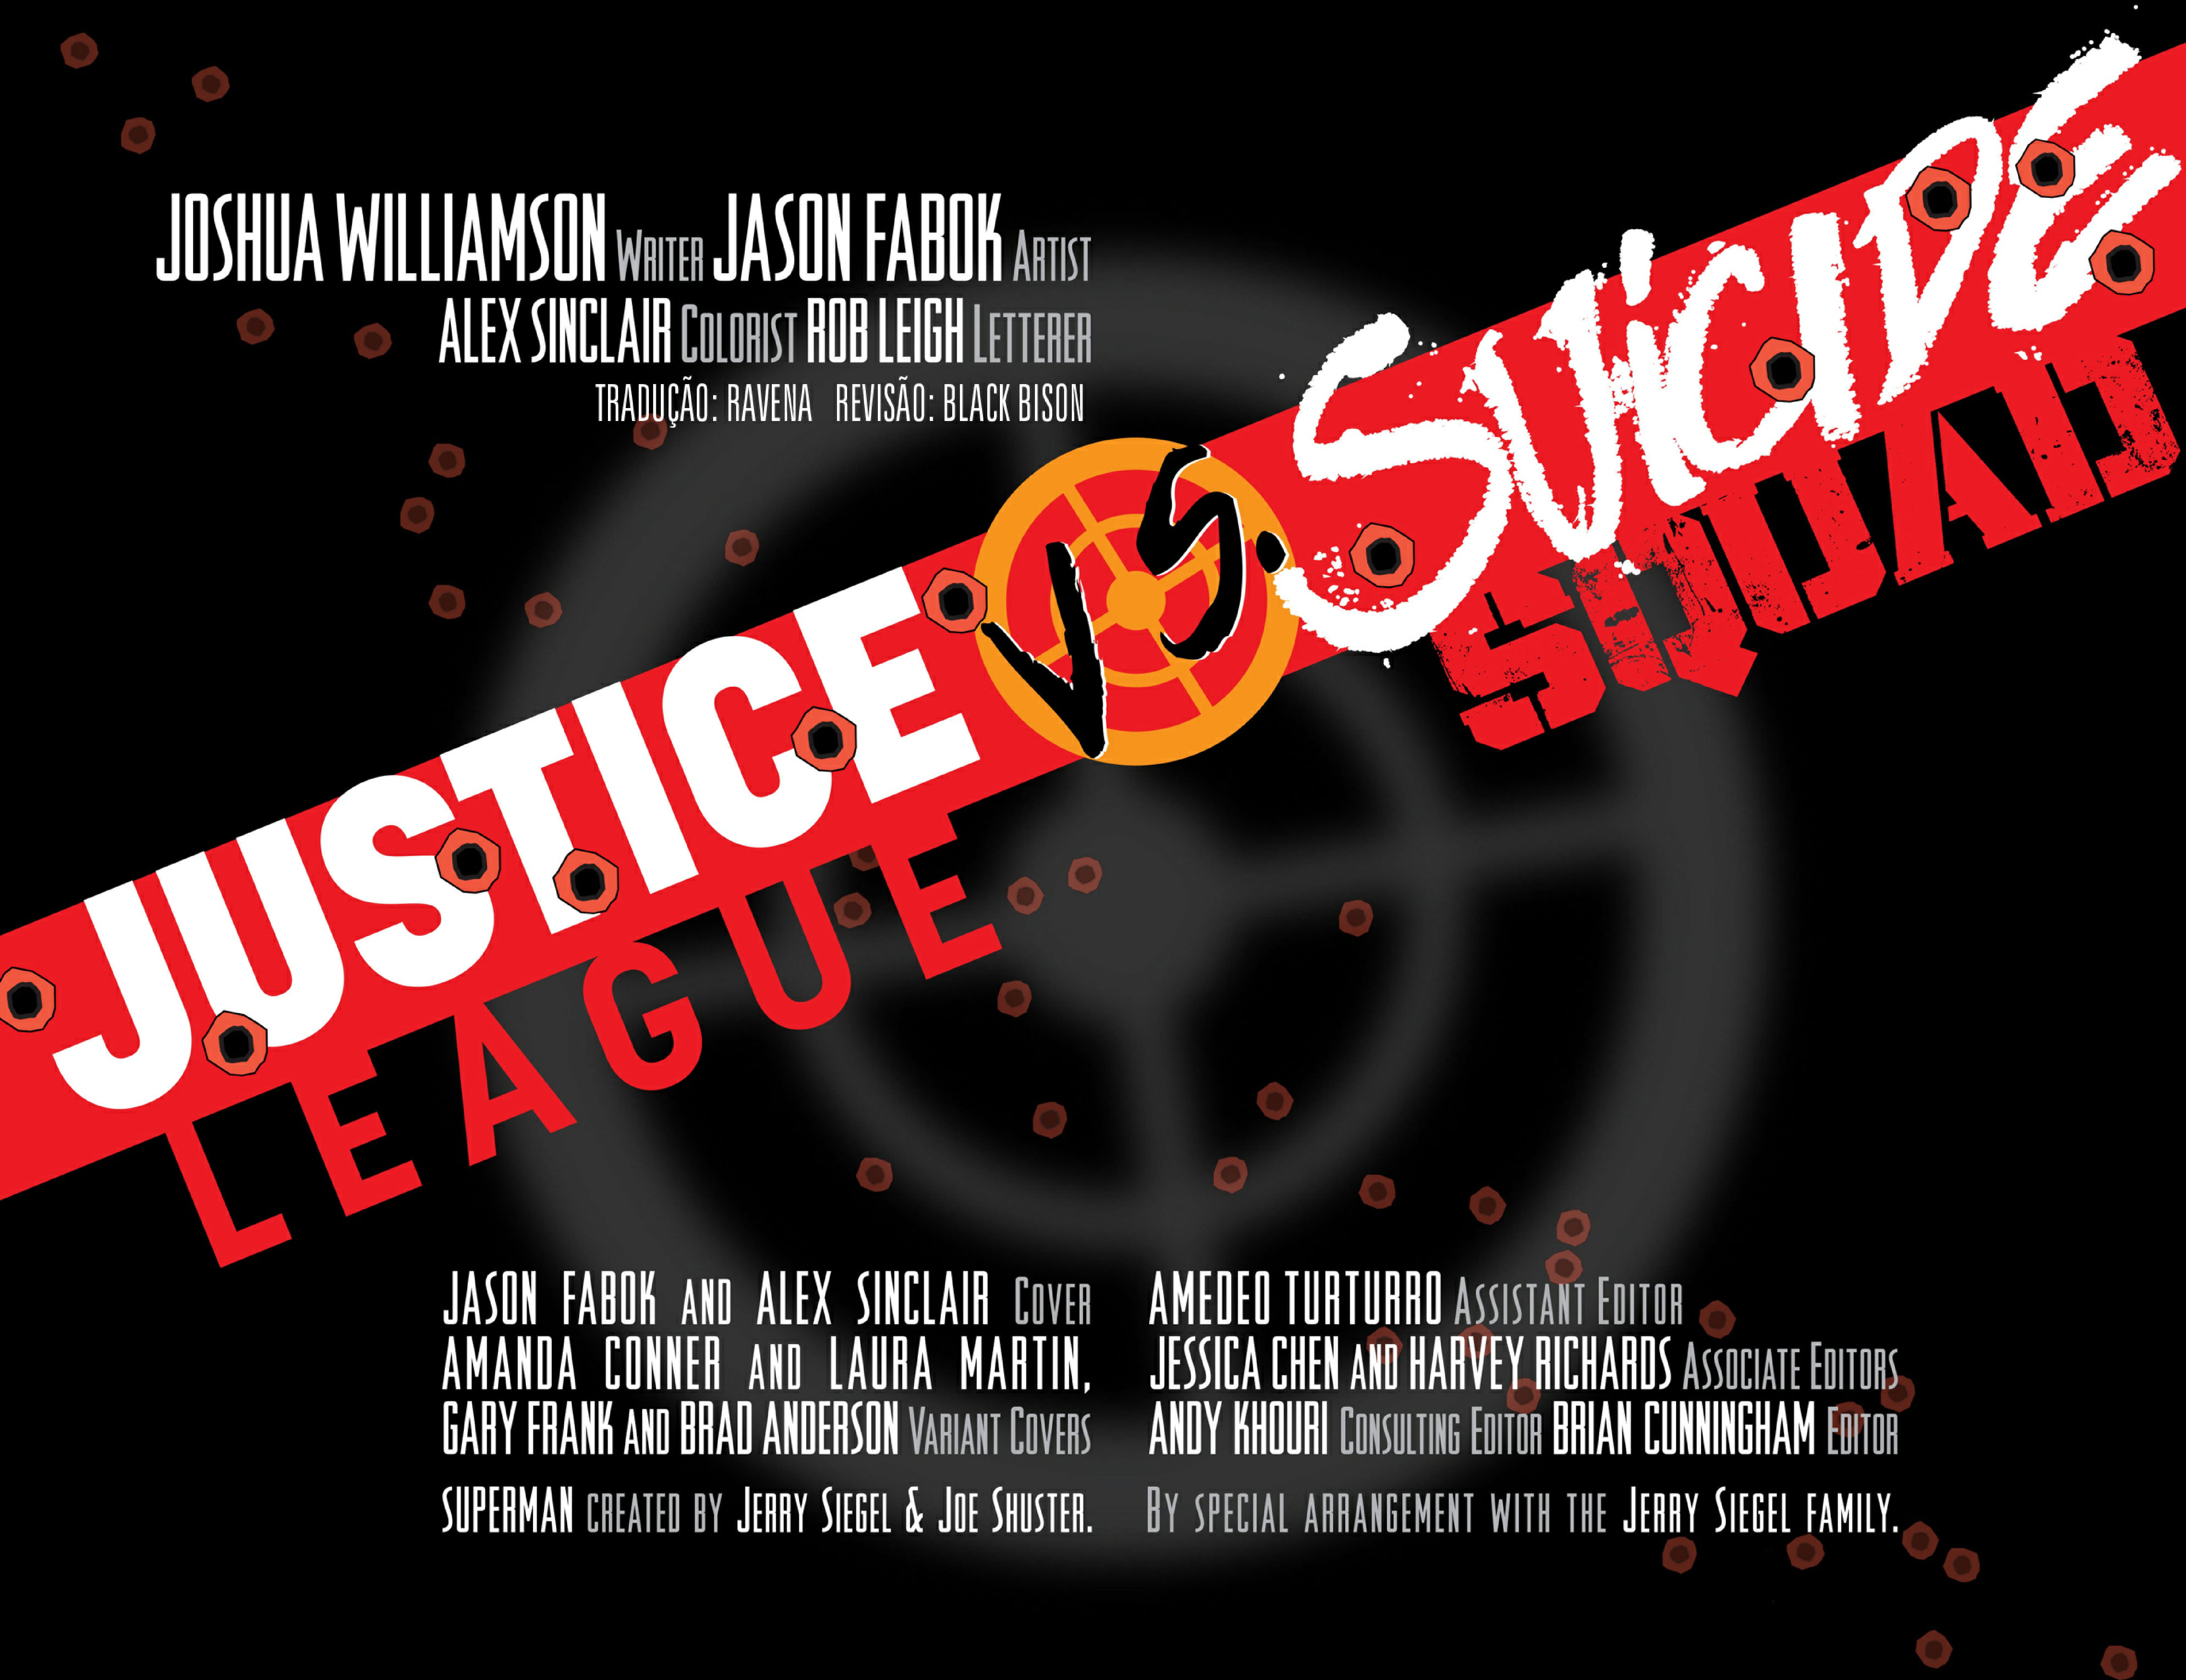 JOSHUA WILLIAMSON WRITER JASON FABOK ARTIST
ALEX SINCLAIR COLORIST ROB LEIGH LETTERER
TRADUÇÃO: RAVENA REVISÃO: BLACK BISON
JUSTICE
LEAGUE
VS.
SUiCIDE
SQUAD
JASON FABOK AND ALEX SINCLAIR COVER
AMANDA CONNER AND LAURA MARTIN,
GARY FRANK AND BRAD ANDERSON VARIANT COVERS
SUPERMAN CREATED BY JERRY SIEGEL & JOE SHUSTER.
AMEDEO TURTURRO ASSISTANT EDITOR
JESSICA CHEN AND HARVEY RICHARDS ASSOCIATE EDITORS
ANDY KHOURI CONSULTING EDITOR BRIAN CUNNINGHAM EDITOR
BY SPECIAL ARRANGEMENT WITH THE JERRY SIEGEL FAMILY.